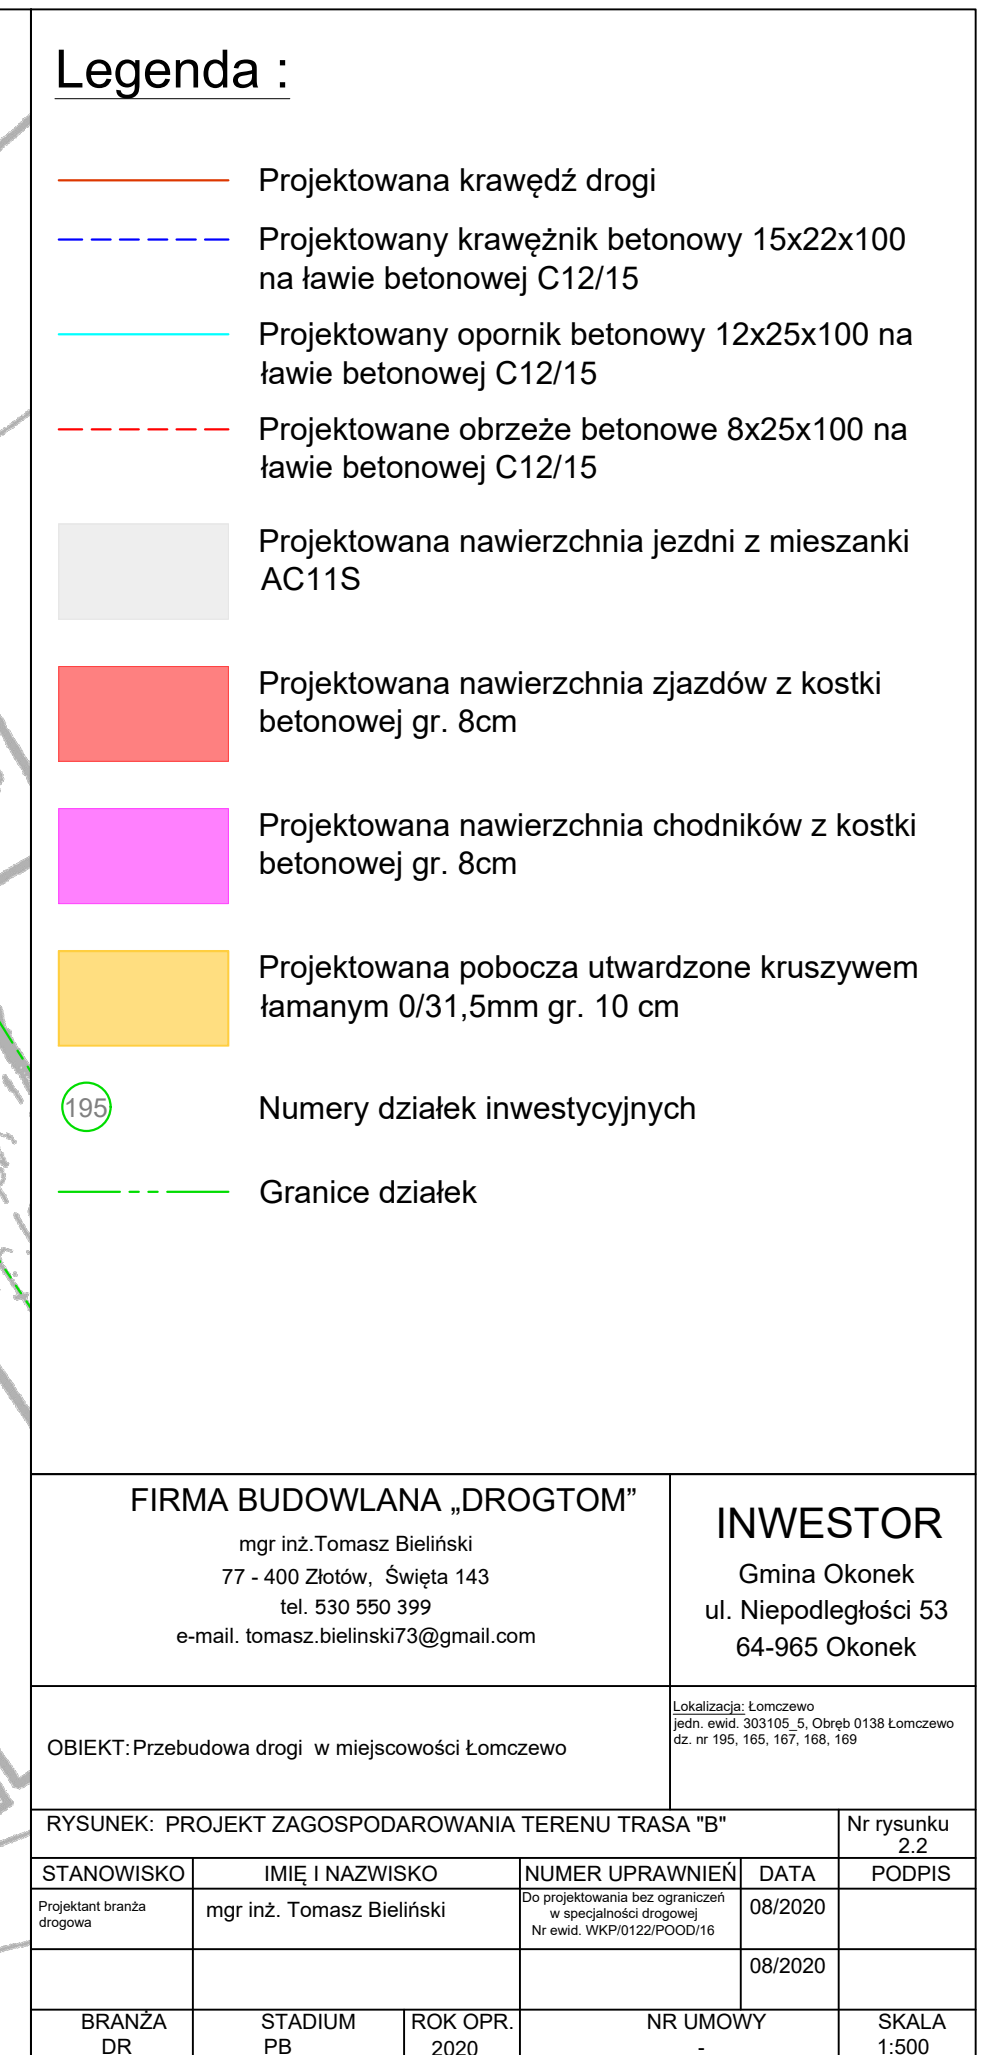 Legenda :
Projektowana krawędź drogi
Projektowany krawężnik betonowy 15x22x100
na ławie betonowej C12/15
Projektowany opornik betonowy 12x25x100 na
ławie betonowej C12/15
Projektowane obrzeże betonowe 8x25x100 na
ławie betonowej C12/15
Projektowana nawierzchnia jezdni z mieszanki
AC11S
Projektowana nawierzchnia zjazdów z kostki
betonowej gr. 8cm
Projektowana nawierzchnia chodników z kostki
betonowej gr. 8cm
Projektowana pobocza utwardzone kruszywem
łamanym 0/31,5mm gr. 10 cm
195 Numery działek inwestycyjnych
Granice działek
FIRMA BUDOWLANA „DROGTOM”
mgr inż.Tomasz Bieliński
77 - 400 Złotów, Święta 143
tel. 530 550 399
e-mail. tomasz.bielinski73@gmail.com
INWESTOR
Gmina Okonek
ul. Niepodległości 53
64-965 Okonek
OBIEKT: Przebudowa drogi w miejscowości Łomczewo
Lokalizacja: Łomczewo
jedn. ewid. 303105_5, Obręb 0138 Łomczewo
dz. nr 195, 165, 167, 168, 169
RYSUNEK: PROJEKT ZAGOSPODAROWANIA TERENU TRASA "B"
Nr rysunku
2.2
STANOWISKO IMIĘ I NAZWISKO NUMER UPRAWNIEŃ DATA PODPIS
Projektant branża
drogowa
mgr inż. Tomasz Bieliński
Do projektowania bez ograniczeń
w specjalności drogowej
Nr ewid. WKP/0122/POOD/16
08/2020
08/2020
BRANŻA STADIUM ROK OPR. NR UMOWY SKALA
DR PB 2020 - 1:500